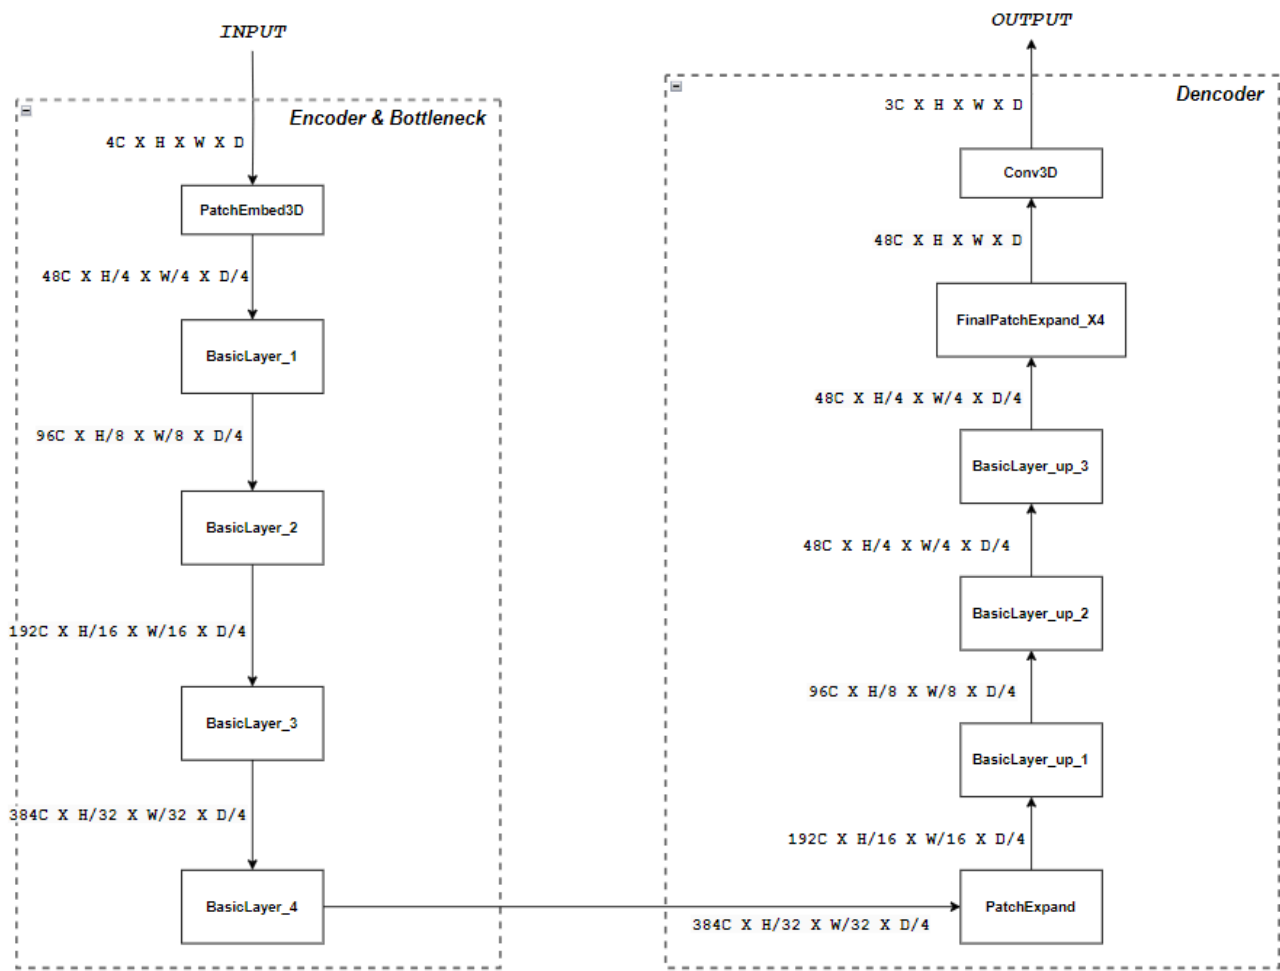 INPUT
Encoder & Bottleneck
4C X H X W X D
PatchEmbed3D
48C X H/4 X W/4 X D/4
BasicLayer_1
96C X H/8 X W/8 X D/4
BasicLayer_2
192C X H/16 X W/16 X D/4
BasicLayer_3
384C X H/32 X W/32 X D/4
BasicLayer_4
OUTPUT
Dencoder
3C X H X W X D
Conv3D
48C X H X W X D
FinalPatchExpand_X4
48C X H/4 X W/4 X D/4
BasicLayer_up_3
48C X H/4 X W/4 X D/4
BasicLayer_up_2
96C X H/8 X W/8 X D/4
BasicLayer_up_1
192C X H/16 X W/16 X D/4
PatchExpand
384C X H/32 X W/32 X D/4